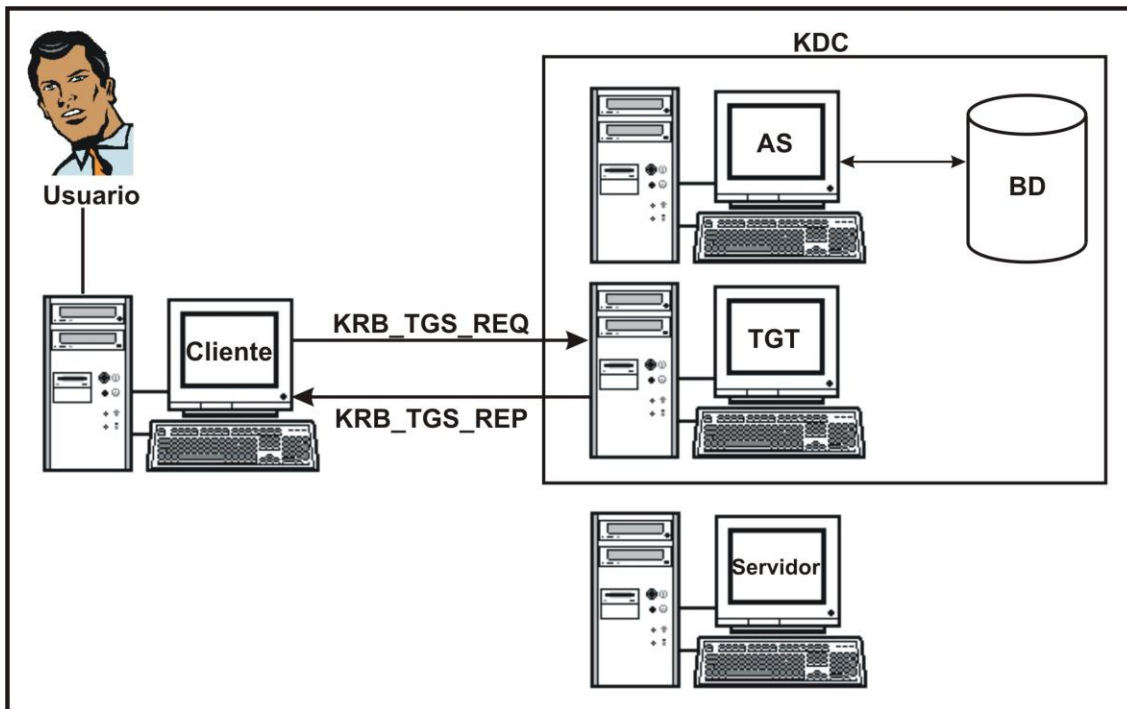 KDC
AS
BD
Usuario
Cliente
KRB_TGS_REQ
TGT
KRB_TGS_REP
Servidor